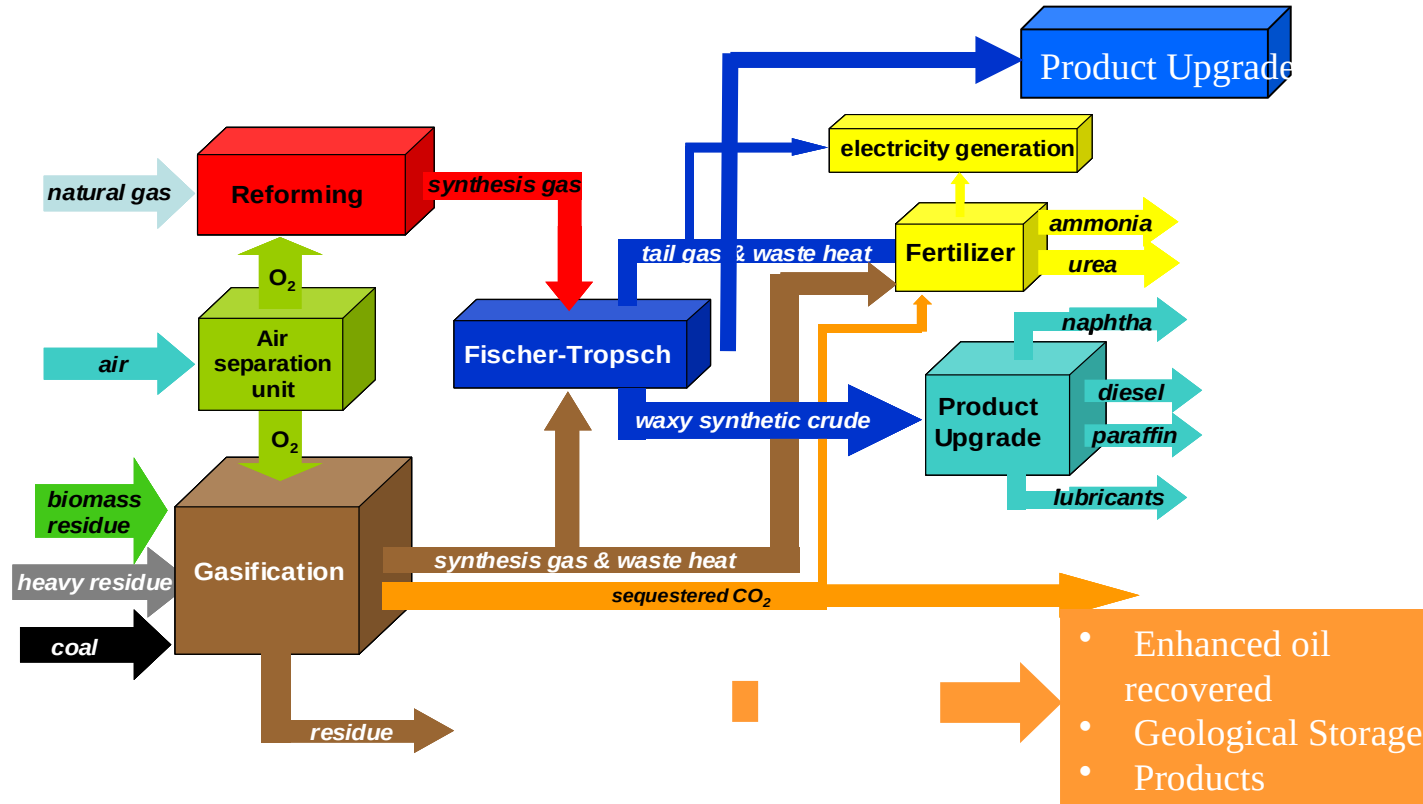 Product Upgrade
electricity generation
natural gas
Reforming
synthesis gas
ammonia
tail gas & waste heat
Fertilizer
urea
O2
naphtha
Air
separation
unit
air
Fischer-Tropsch
diesel
Product
Upgrade
waxy synthetic crude
paraffin
O2
biomass
residue
lubricants
synthesis gas & waste heat
Gasification
heavy residue
sequestered CO2
coal
• Enhanced oil
recovered
• Geological Storage
• Products
residue